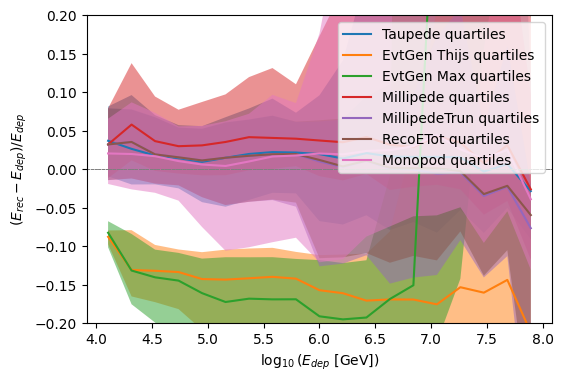 0.20
0.15
0.10
0.05
0.00
−0.05
−0.10
−0.15
−0.20
(E_rec − E_dep)/E_dep
Taupede quartiles
EvtGen Thijs quartiles
EvtGen Max quartiles
Millipede quartiles
MillipedeTrun quartiles
RecoETot quartiles
Monopod quartiles
4.0 4.5 5.0 5.5 6.0 6.5 7.0 7.5 8.0
log₁₀ (E_dep [GeV])